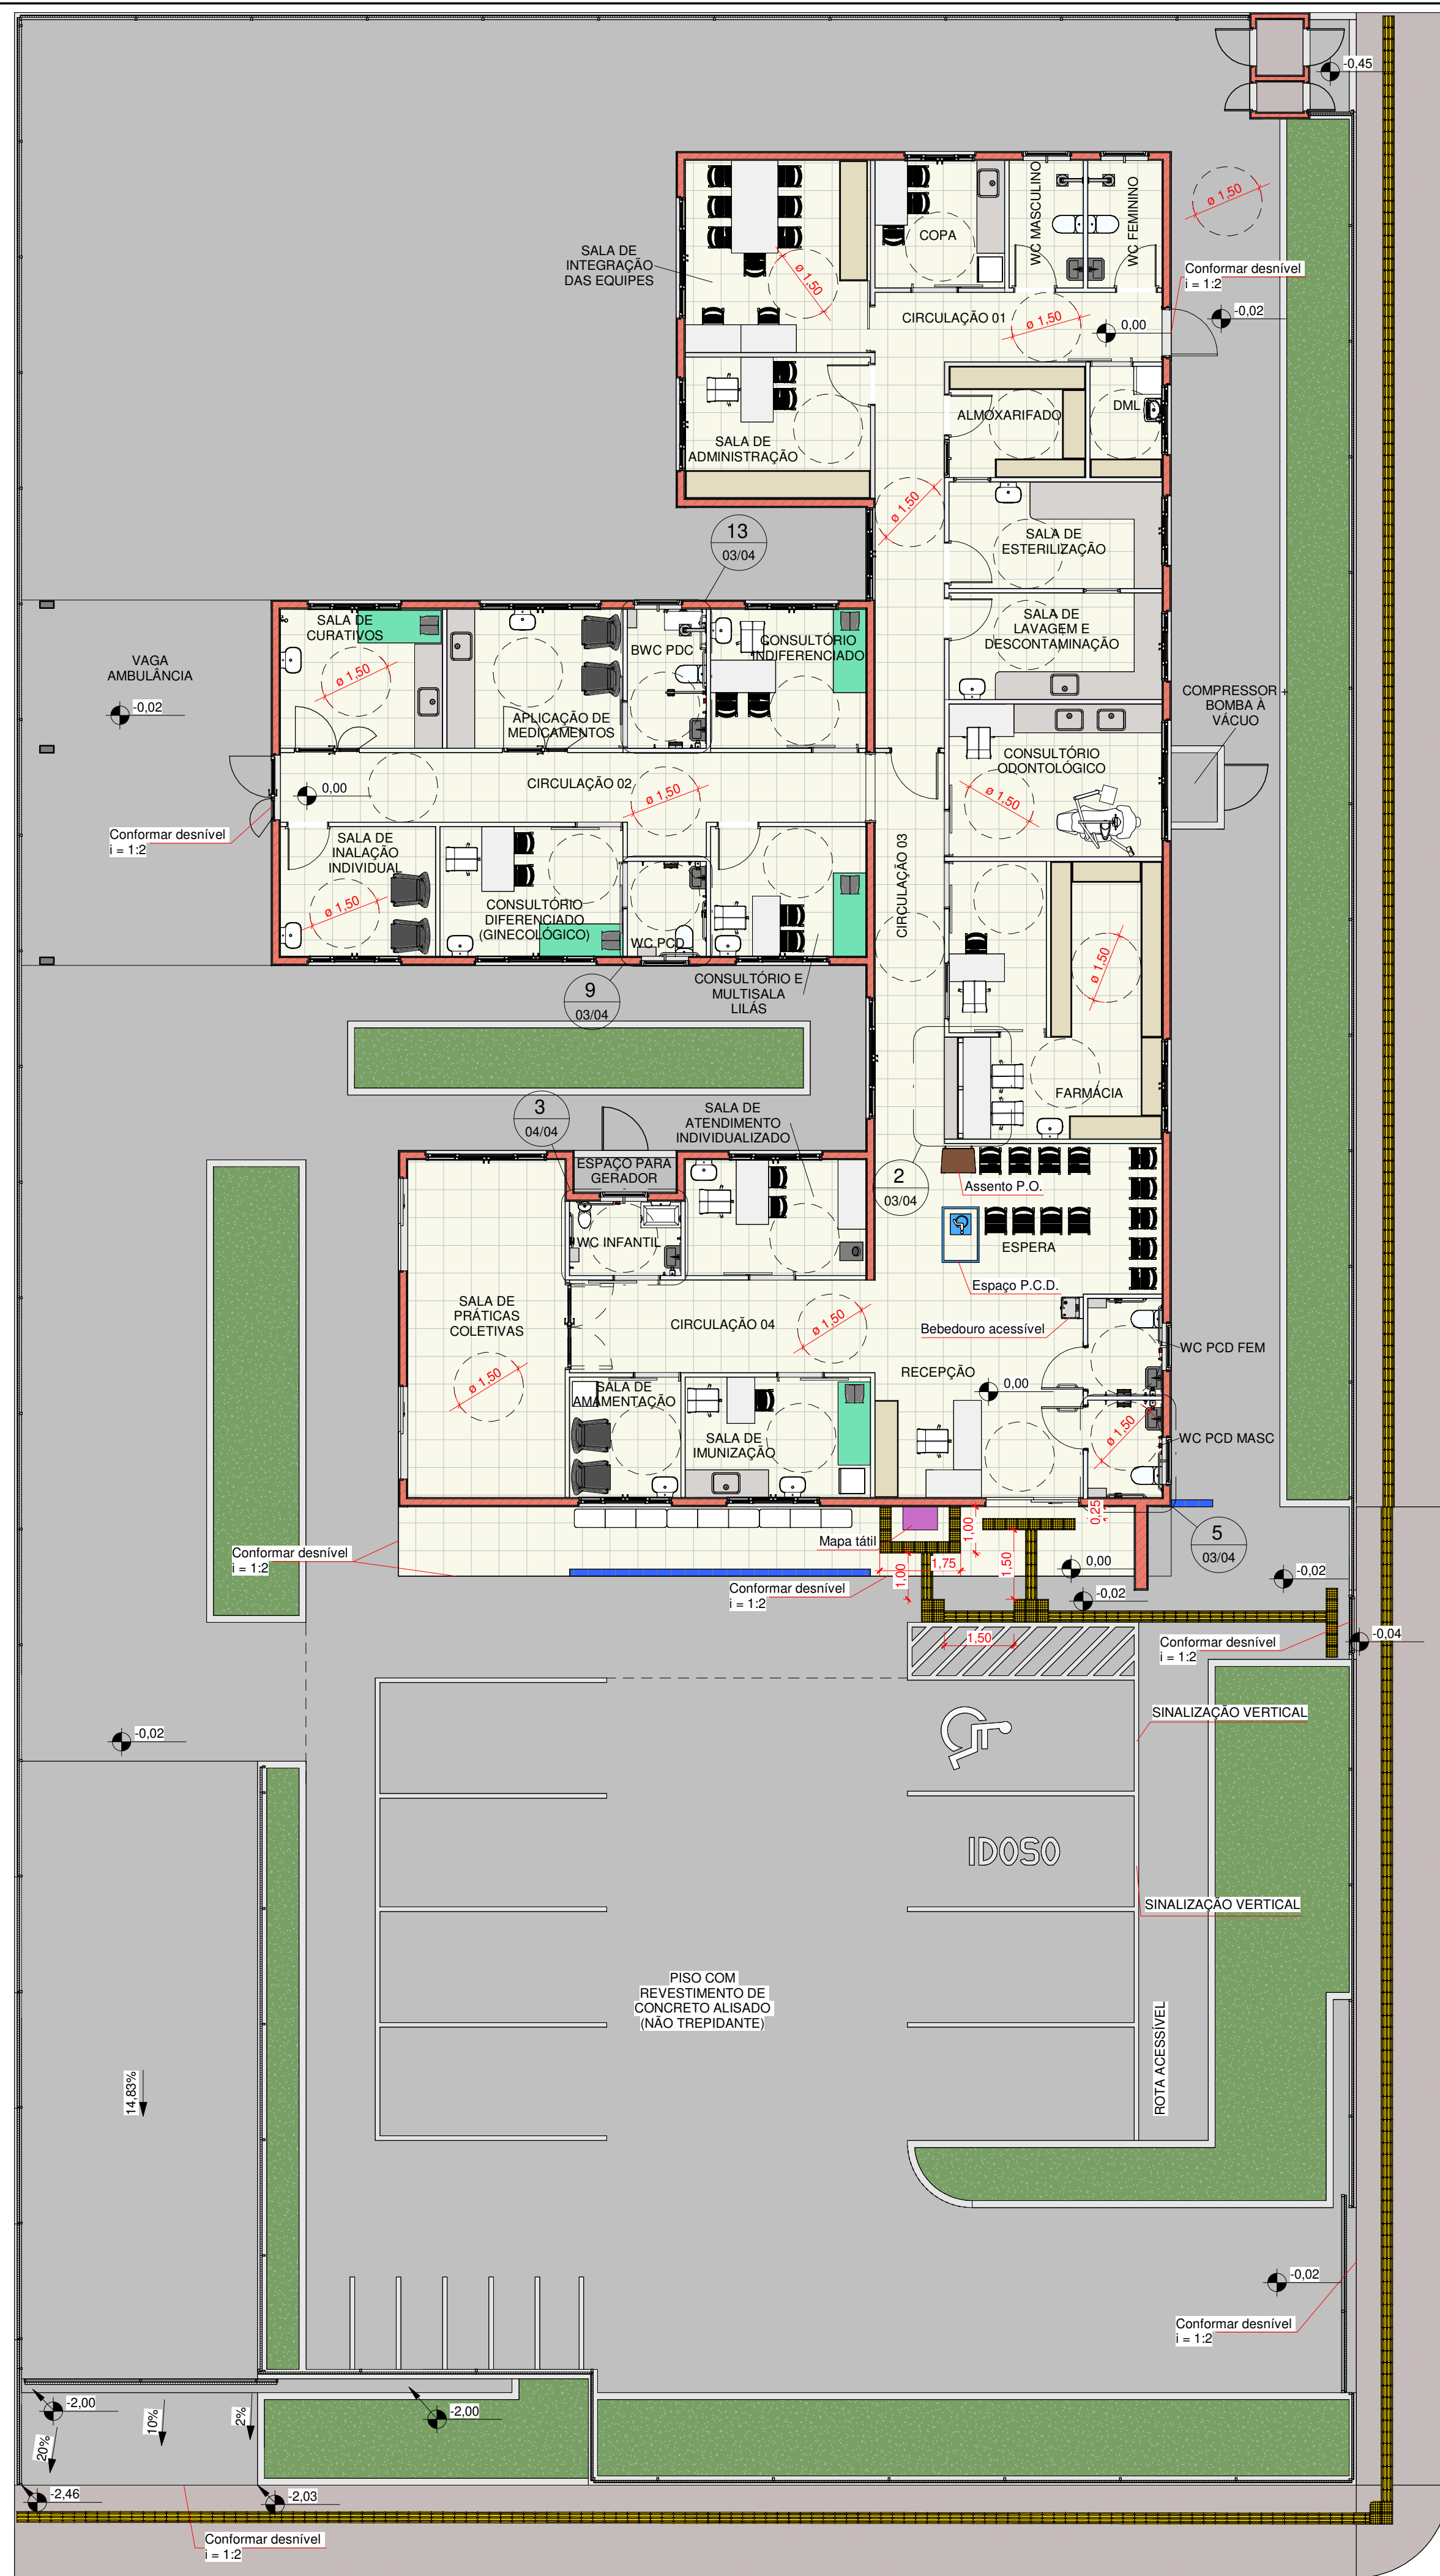 -0,45
ø 1,50
WC MASCULINO
WC FEMININO
COPA
SALA DE
INTEGRAÇÃO
DAS EQUIPES
ø 1,50
Conformar desnível
i = 1:2
-0,02
CIRCULAÇÃO 01
ø 1,50
0,00
ALMOXARIFADO
DML
SALA DE
ADMINISTRAÇÃO
ø 1,50
13
03/04
SALA DE
ESTERILIZAÇÃO
SALA DE
LAVAGEM E
DESCONTAMINAÇÃO
SALA DE
CURATIVOS
BWC PDC
CONSULTÓRIO
INDIFERENCIADO
VAGA
AMBULÂNCIA
-0,02
ø 1,50
APLICAÇÃO DE
MEDICAMENTOS
COMPRESSOR +
BOMBA À
VÁCUO
CONSULTÓRIO
ODONTOLÓGICO
ø 1,50
CIRCULAÇÃO 02
0,00
ø 1,50
Conformar desnível
i = 1:2
SALA DE
INALAÇÃO
INDIVIDUAL
ø 1,50
CONSULTÓRIO
DIFERENCIADO
(GINECOLÓGICO)
WC PCD
CIRCULAÇÃO 03
ø 1,50
CONSULTÓRIO E
MULTISALA
LILÁS
9
03/04
FARMÁCIA
3
04/04
SALA DE
ATENDIMENTO
INDIVIDUALIZADO
ESPAÇO PARA
GERADOR
2
03/04
Assento P.O.
WC INFANTIL
ESPERA
Espaço P.C.D.
SALA DE
PRÁTICAS
COLETIVAS
CIRCULAÇÃO 04
ø 1,50
Bebedouro acessível
WC PCD FEM
RECEPÇÃO
0,00
ø 1,50
SALA DE
AMAMENTAÇÃO
SALA DE
IMUNIZAÇÃO
ø 1,50
WC PCD MASC
0,25
5
03/04
Mapa tátil
1,00
1,75
1,00
1,50
0,00
Conformar desnível
i = 1:2
Conformar desnível
i = 1:2
-0,02
-0,02
1,50
Conformar desnível
i = 1:2
-0,04
-0,02
SINALIZAÇÃO VERTICAL
IDOSO
SINALIZAÇÃO VERTICAL
PISO COM
REVESTIMENTO DE
CONCRETO ALISADO
(NÃO TREPIDANTE)
ROTA ACESSÍVEL
14,83%
-0,02
Conformar desnível
i = 1:2
-2,00
10%
2%
20%
-2,00
-2,46
-2,03
Conformar desnível
i = 1:2